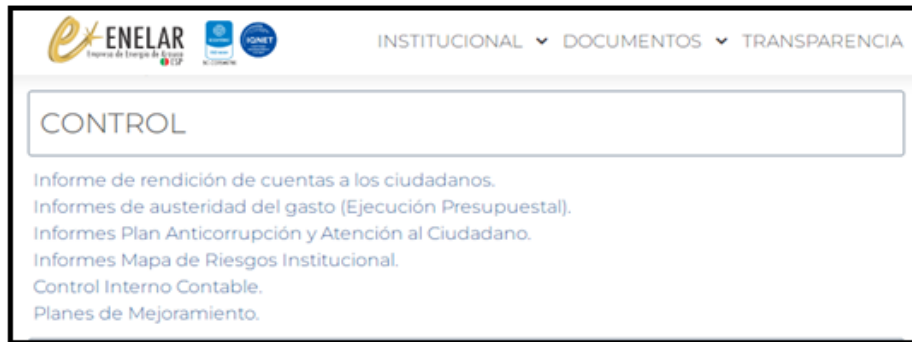 ENELAR
Empresa de Energía de Arauca
ESP
IQNET
INSTITUCIONAL DOCUMENTOS TRANSPARENCIA
CONTROL
Informe de rendición de cuentas a los ciudadanos.
Informes de austeridad del gasto (Ejecución Presupuestal).
Informes Plan Anticorrupción y Atención al Ciudadano.
Informes Mapa de Riesgos Institucional.
Control Interno Contable.
Planes de Mejoramiento.